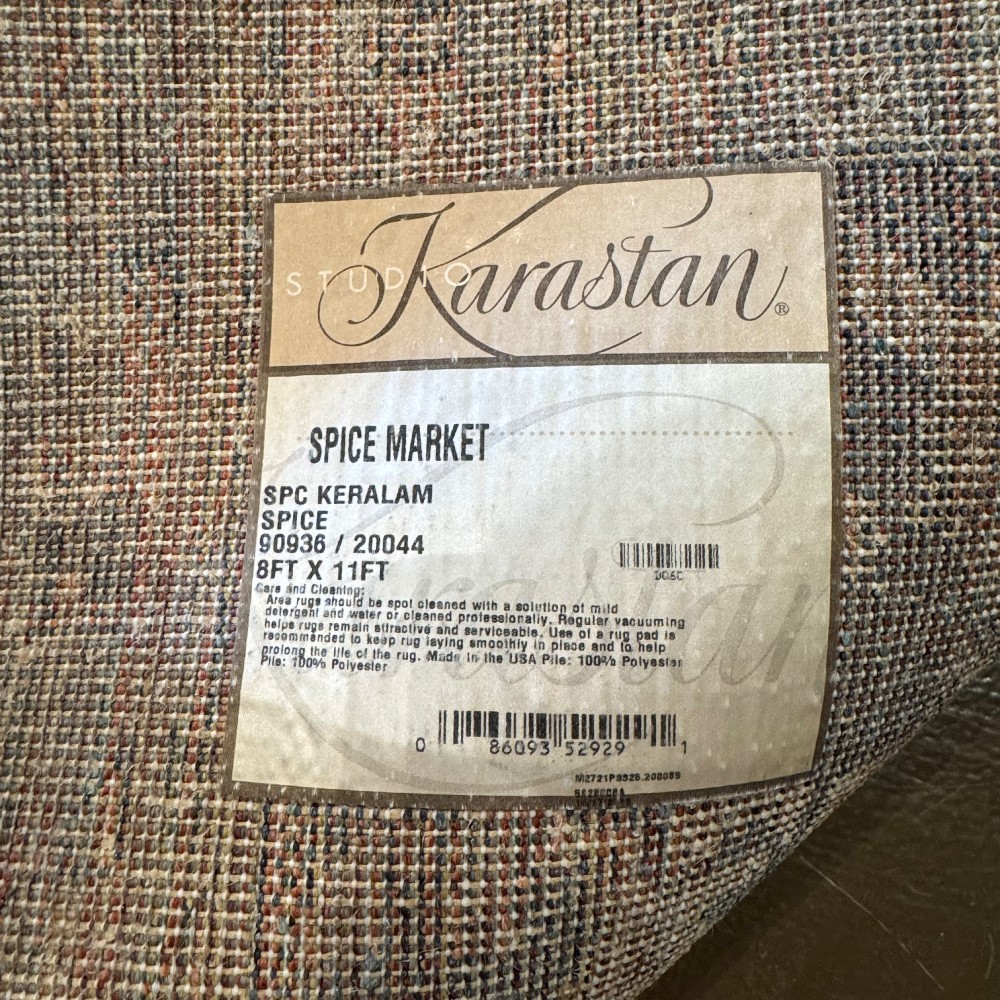 STUDIO
Karastan®
SPICE MARKET
SPC KERALAM
SPICE
90936 / 20044
8FT X 11FT
Care and Cleaning:
Area rugs should be spot cleaned with a solution of mild
detergent and water or cleaned professionally. Regular vacuuming
helps rugs remain attractive and serviceable. Use of a rug pad is
recommended to keep rug laying smoothly in place and to help
prolong the life of the rug. Made in the USA Pile: 100% Polyester
Pile: 100% Polyester
0 86093 52929 1